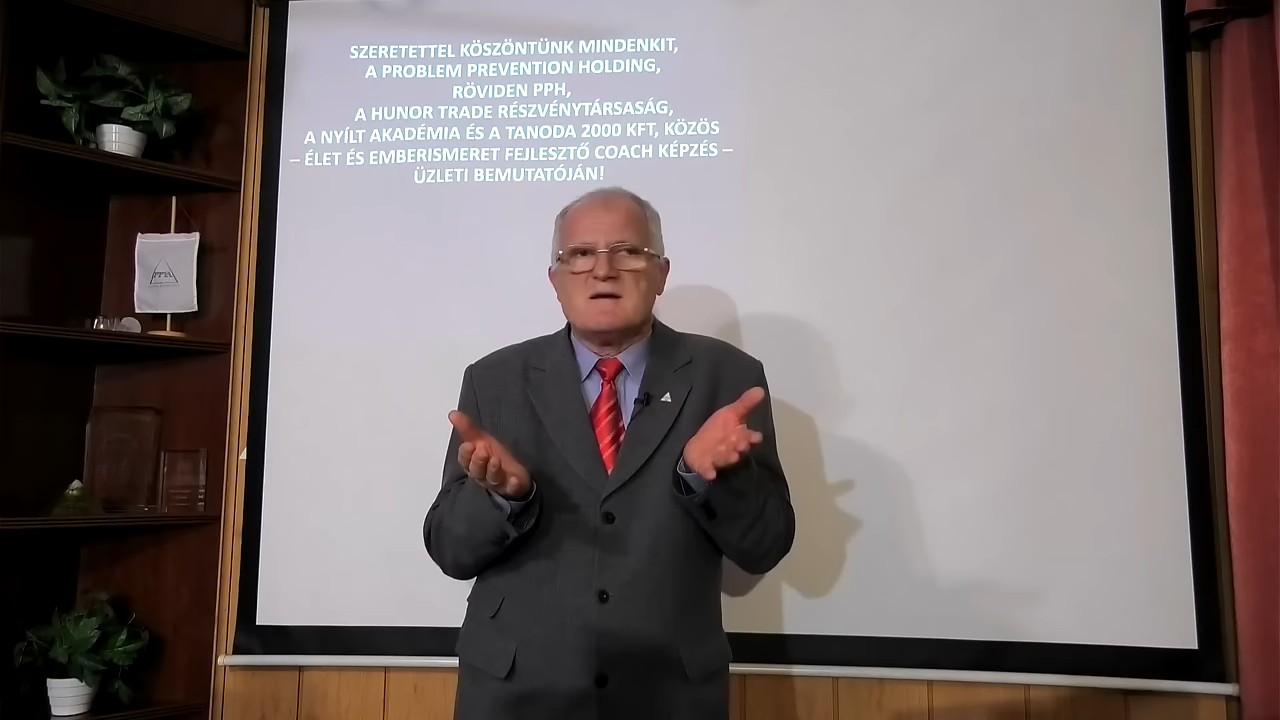 SZERETETTEL KÖSZÖNTÜNK MINDENKIT,
A PROBLEM PREVENTION HOLDING,
RÖVIDEN PPH,
A HUNOR TRADE RÉSZVÉNYTÁRSASÁG,
A NYÍLT AKADÉMIA ÉS A TANODA 2000 KFT, KÖZÖS
– ÉLET ÉS EMBERISMERET FEJLESZTŐ COACH KÉPZÉS –
ÜZLETI BEMUTATÓJÁN!